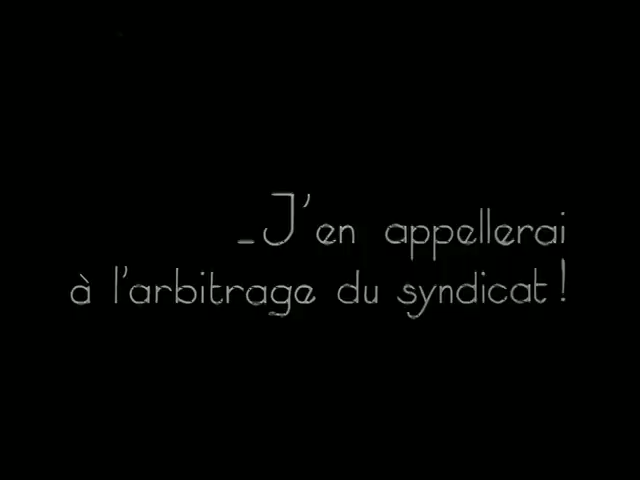 _J'en appellerai
à l'arbitrage du syndicat!